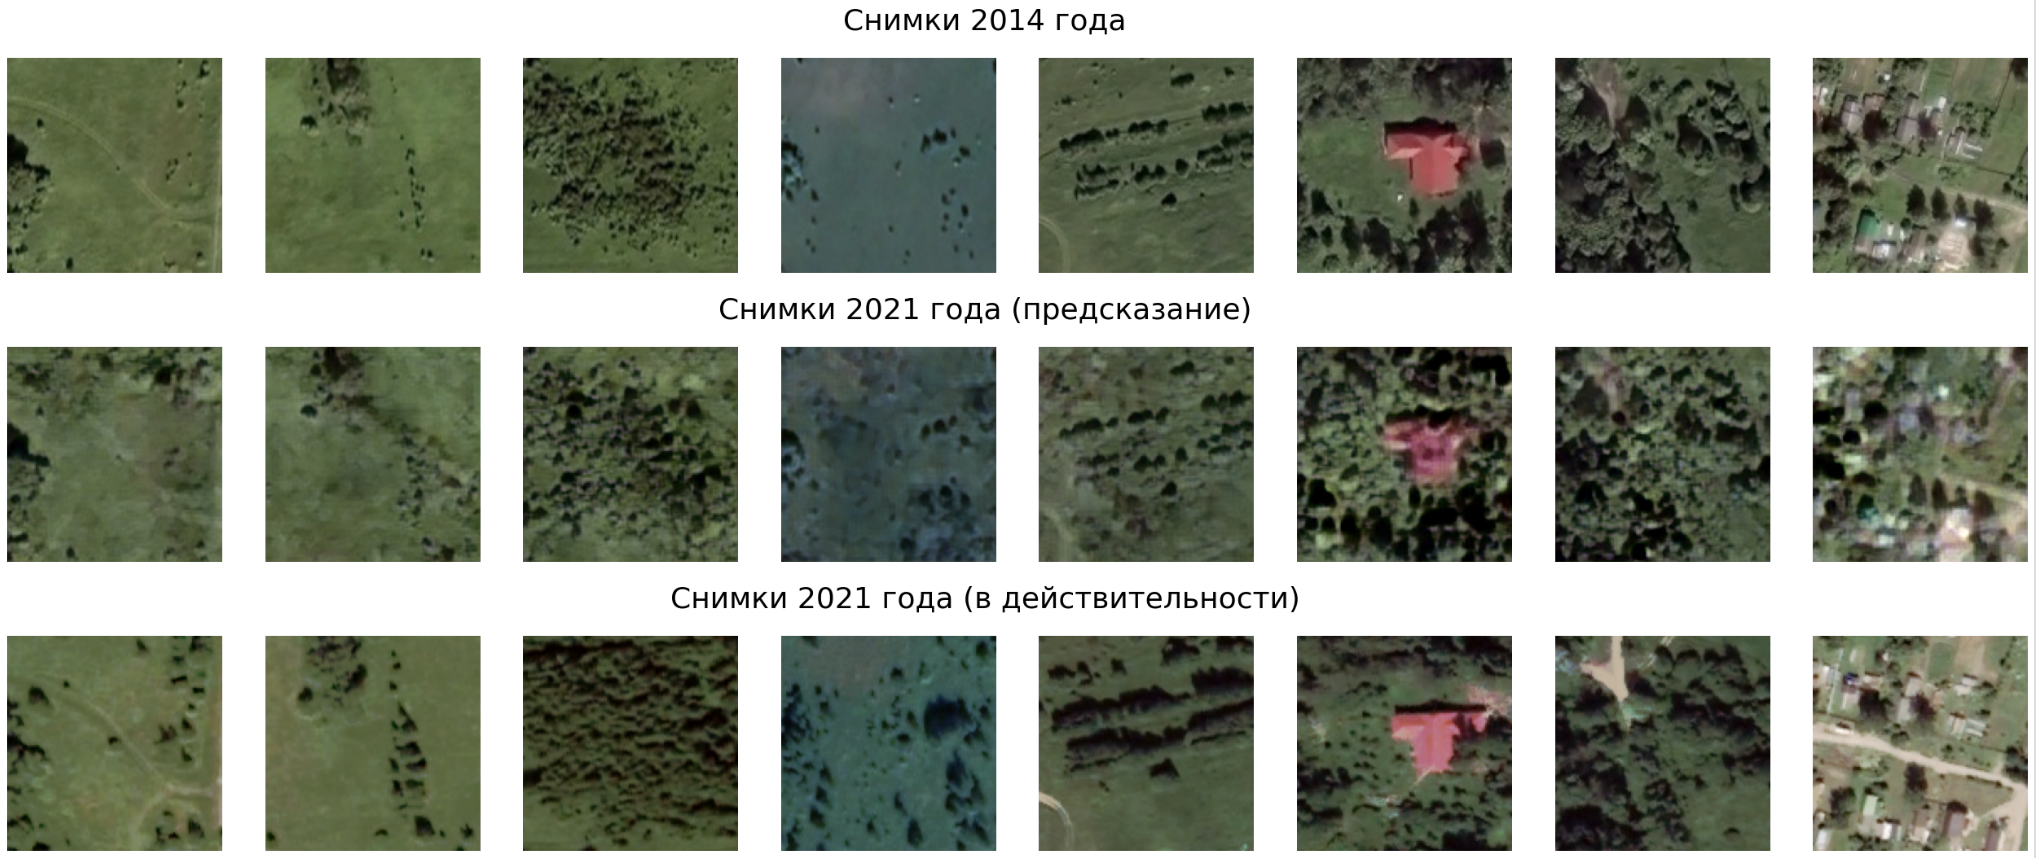 Снимки 2014 года
Снимки 2021 года (предсказание)
Снимки 2021 года (в действительности)